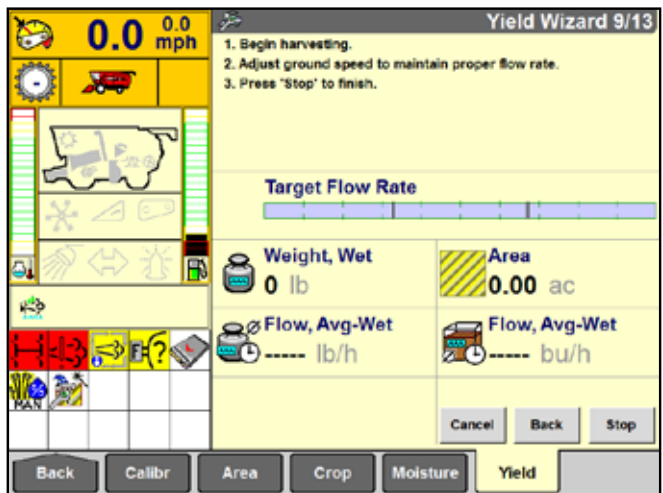 0.0 0.0
mph
Yield Wizard 9/13
1. Begin harvesting.
2. Adjust ground speed to maintain proper flow rate.
3. Press "Stop" to finish.
Target Flow Rate
Weight, Wet
0 lb
Area
0.00 ac
Flow, Avg-Wet
----- lb/h
Flow, Avg-Wet
----- bu/h
F ?
MAN
Cancel Back Stop
Back Calibr Area Crop Moisture Yield